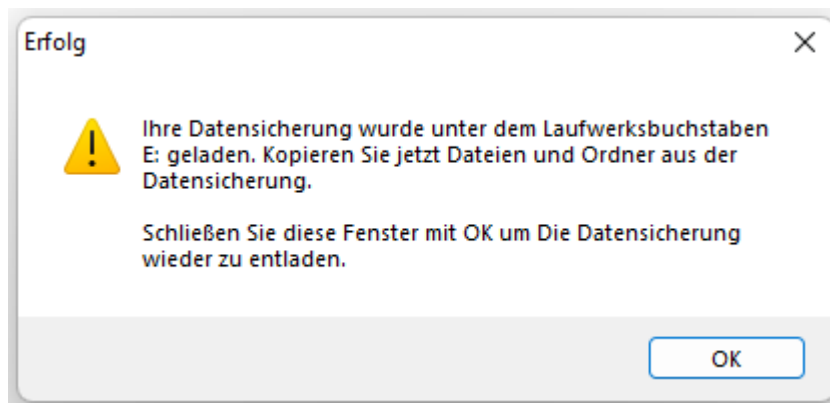 Erfolg
Ihre Datensicherung wurde unter dem Laufwerksbuchstaben
E: geladen. Kopieren Sie jetzt Dateien und Ordner aus der
Datensicherung.
Schließen Sie diese Fenster mit OK um Die Datensicherung
wieder zu entladen.
OK